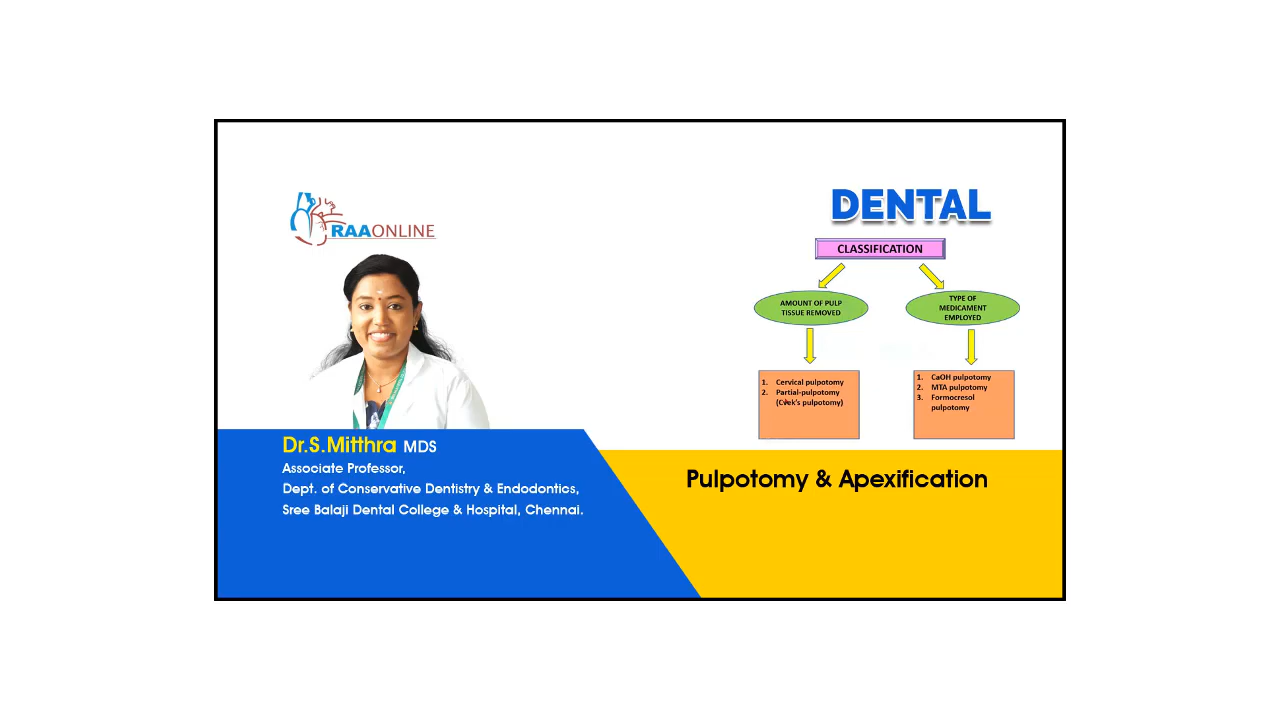 RAAONLINE
DENTAL
CLASSIFICATION
AMOUNT OF PULP
TISSUE REMOVED
TYPE OF
MEDICAMENT
EMPLOYED
1. Cervical pulpotomy
2. Partial-pulpotomy
(Cvek's pulpotomy)
1. CaOH pulpotomy
2. MTA pulpotomy
3. Formocresol
pulpotomy
Dr.S.Mitthra MDS
Associate Professor,
Dept. of Conservative Dentistry & Endodontics,
Sree Balaji Dental College & Hospital, Chennai.
Pulpotomy & Apexification